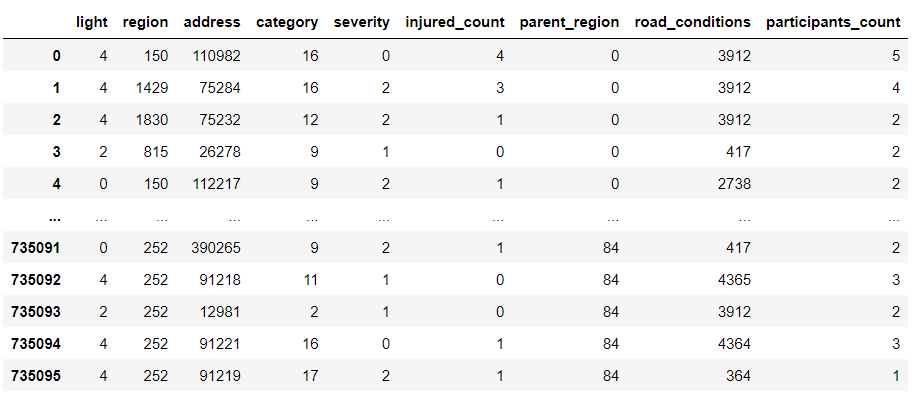 light region address category severity injured_count parent_region road_conditions participants_count
0 4 150 110982 16 0 4 0 3912 5
1 4 1429 75284 16 2 3 0 3912 4
2 4 1830 75232 12 2 1 0 3912 2
3 2 815 26278 9 1 0 0 417 2
4 0 150 112217 9 2 1 0 2738 2
... ... ... ... ... ... ... ... ... ...
735091 0 252 390265 9 2 1 84 417 2
735092 4 252 91218 11 1 0 84 4365 3
735093 2 252 12981 2 1 0 84 3912 2
735094 4 252 91221 16 0 1 84 4364 3
735095 4 252 91219 17 2 1 84 364 1